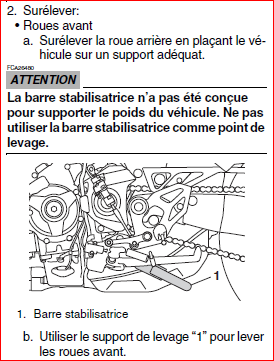 2. Surélever:
• Roues avant
a. Surélever la roue arrière en plaçant le vé-
hicule sur un support adéquat.
FCA26480
ATTENTION
La barre stabilisatrice n'a pas été conçue
pour supporter le poids du véhicule. Ne pas
utiliser la barre stabilisatrice comme point de
levage.
1
1. Barre stabilisatrice
b. Utiliser le support de levage “1” pour lever
les roues avant.